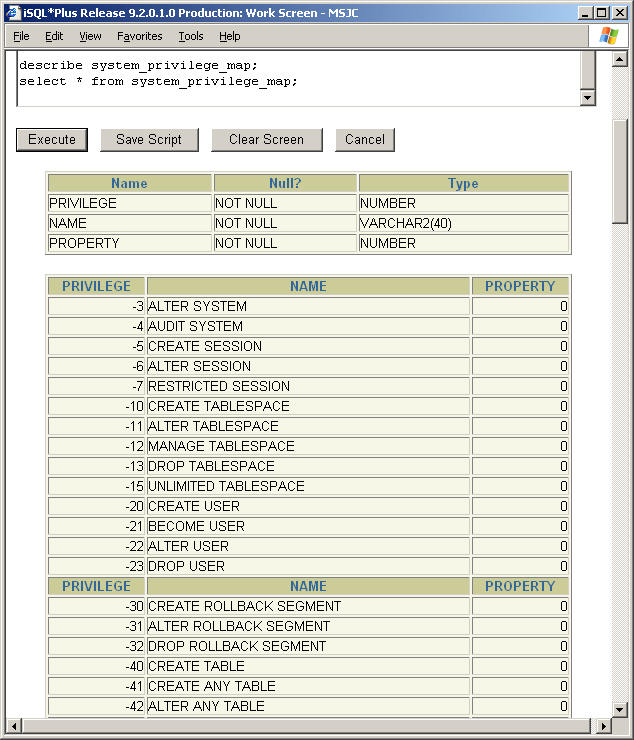 iSQL*Plus Release 9.2.0.1.0 Production: Work Screen - MSJC
File Edit View Favorites Tools Help
describe system_privilege_map;
select * from system_privilege_map;
Execute Save Script Clear Screen Cancel
Name Null? Type
PRIVILEGE NOT NULL NUMBER
NAME NOT NULL VARCHAR2(40)
PROPERTY NOT NULL NUMBER
PRIVILEGE NAME PROPERTY
-3 ALTER SYSTEM 0
-4 AUDIT SYSTEM 0
-5 CREATE SESSION 0
-6 ALTER SESSION 0
-7 RESTRICTED SESSION 0
-10 CREATE TABLESPACE 0
-11 ALTER TABLESPACE 0
-12 MANAGE TABLESPACE 0
-13 DROP TABLESPACE 0
-15 UNLIMITED TABLESPACE 0
-20 CREATE USER 0
-21 BECOME USER 0
-22 ALTER USER 0
-23 DROP USER 0
PRIVILEGE NAME PROPERTY
-30 CREATE ROLLBACK SEGMENT 0
-31 ALTER ROLLBACK SEGMENT 0
-32 DROP ROLLBACK SEGMENT 0
-40 CREATE TABLE 0
-41 CREATE ANY TABLE 0
-42 ALTER ANY TABLE 0